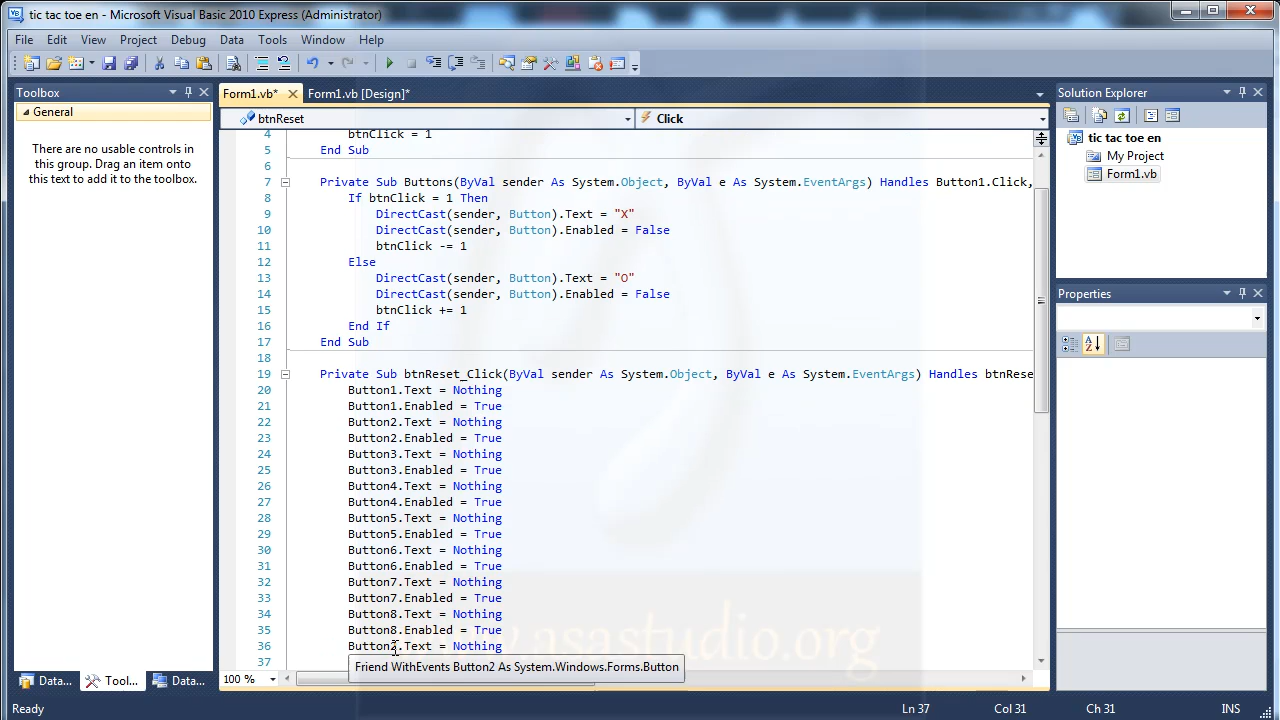 tic tac toe en - Microsoft Visual Basic 2010 Express (Administrator)
File Edit View Project Debug Data Tools Window Help
Toolbox
General
There are no usable controls in
this group. Drag an item onto
this text to add it to the toolbox.
Data...
Tool...
Data...
Form1.vb*
Form1.vb [Design]*
btnReset
Click
4 btnClick = 1
5 End Sub
6
7 Private Sub Buttons(ByVal sender As System.Object, ByVal e As System.EventArgs) Handles Button1.Click,
8 If btnClick = 1 Then
9 DirectCast(sender, Button).Text = "X"
10 DirectCast(sender, Button).Enabled = False
11 btnClick -= 1
12 Else
13 DirectCast(sender, Button).Text = "O"
14 DirectCast(sender, Button).Enabled = False
15 btnClick += 1
16 End If
17 End Sub
18
19 Private Sub btnReset_Click(ByVal sender As System.Object, ByVal e As System.EventArgs) Handles btnRese
20 Button1.Text = Nothing
21 Button1.Enabled = True
22 Button2.Text = Nothing
23 Button2.Enabled = True
24 Button3.Text = Nothing
25 Button3.Enabled = True
26 Button4.Text = Nothing
27 Button4.Enabled = True
28 Button5.Text = Nothing
29 Button5.Enabled = True
30 Button6.Text = Nothing
31 Button6.Enabled = True
32 Button7.Text = Nothing
33 Button7.Enabled = True
34 Button8.Text = Nothing
35 Button8.Enabled = True
36 Button2.Text = Nothing
37
Friend WithEvents Button2 As System.Windows.Forms.Button
www.asastudio.org
100 %
Solution Explorer
tic tac toe en
My Project
Form1.vb
Properties
Ready
Ln 37
Col 31
Ch 31
INS